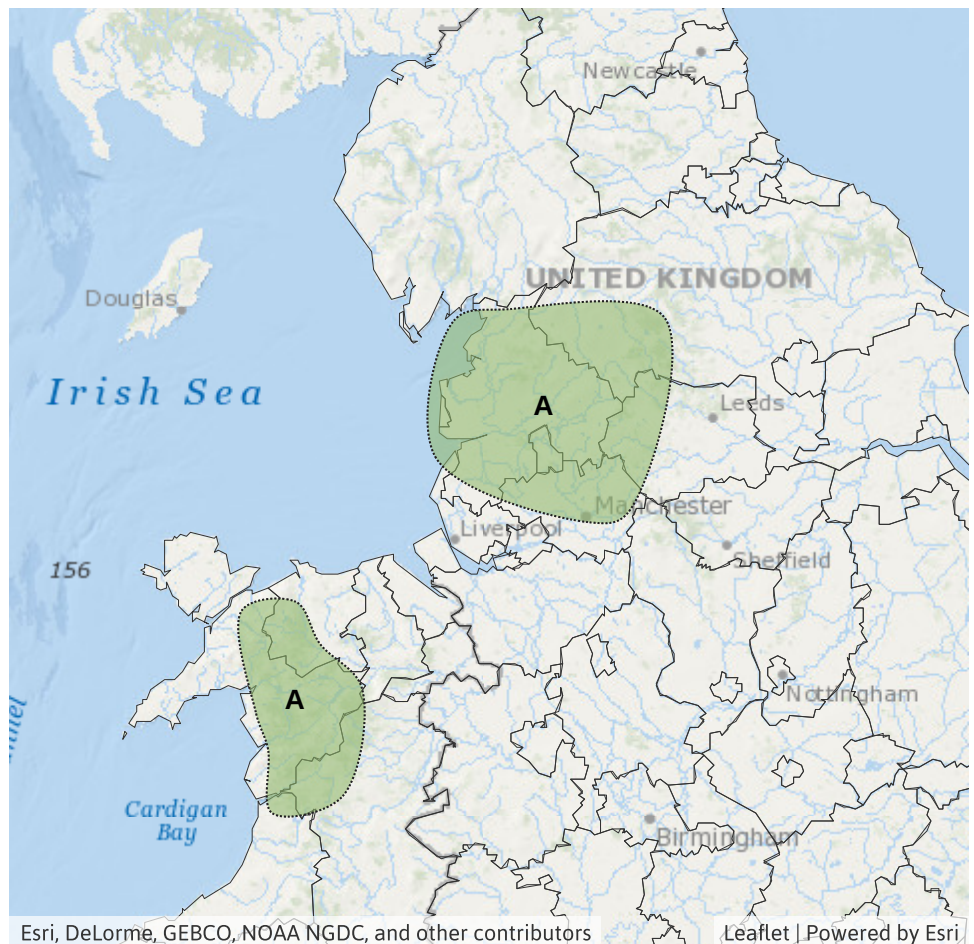 Newcastle
UNITED KINGDOM
Douglas
Irish Sea
Leeds
A
Manchester
Liverpool
Sheffield
156
A
Nottingham
Cardigan
Bay
Birmingham
Esri, DeLorme, GEBCO, NOAA NGDC, and other contributors
Leaflet | Powered by Esri